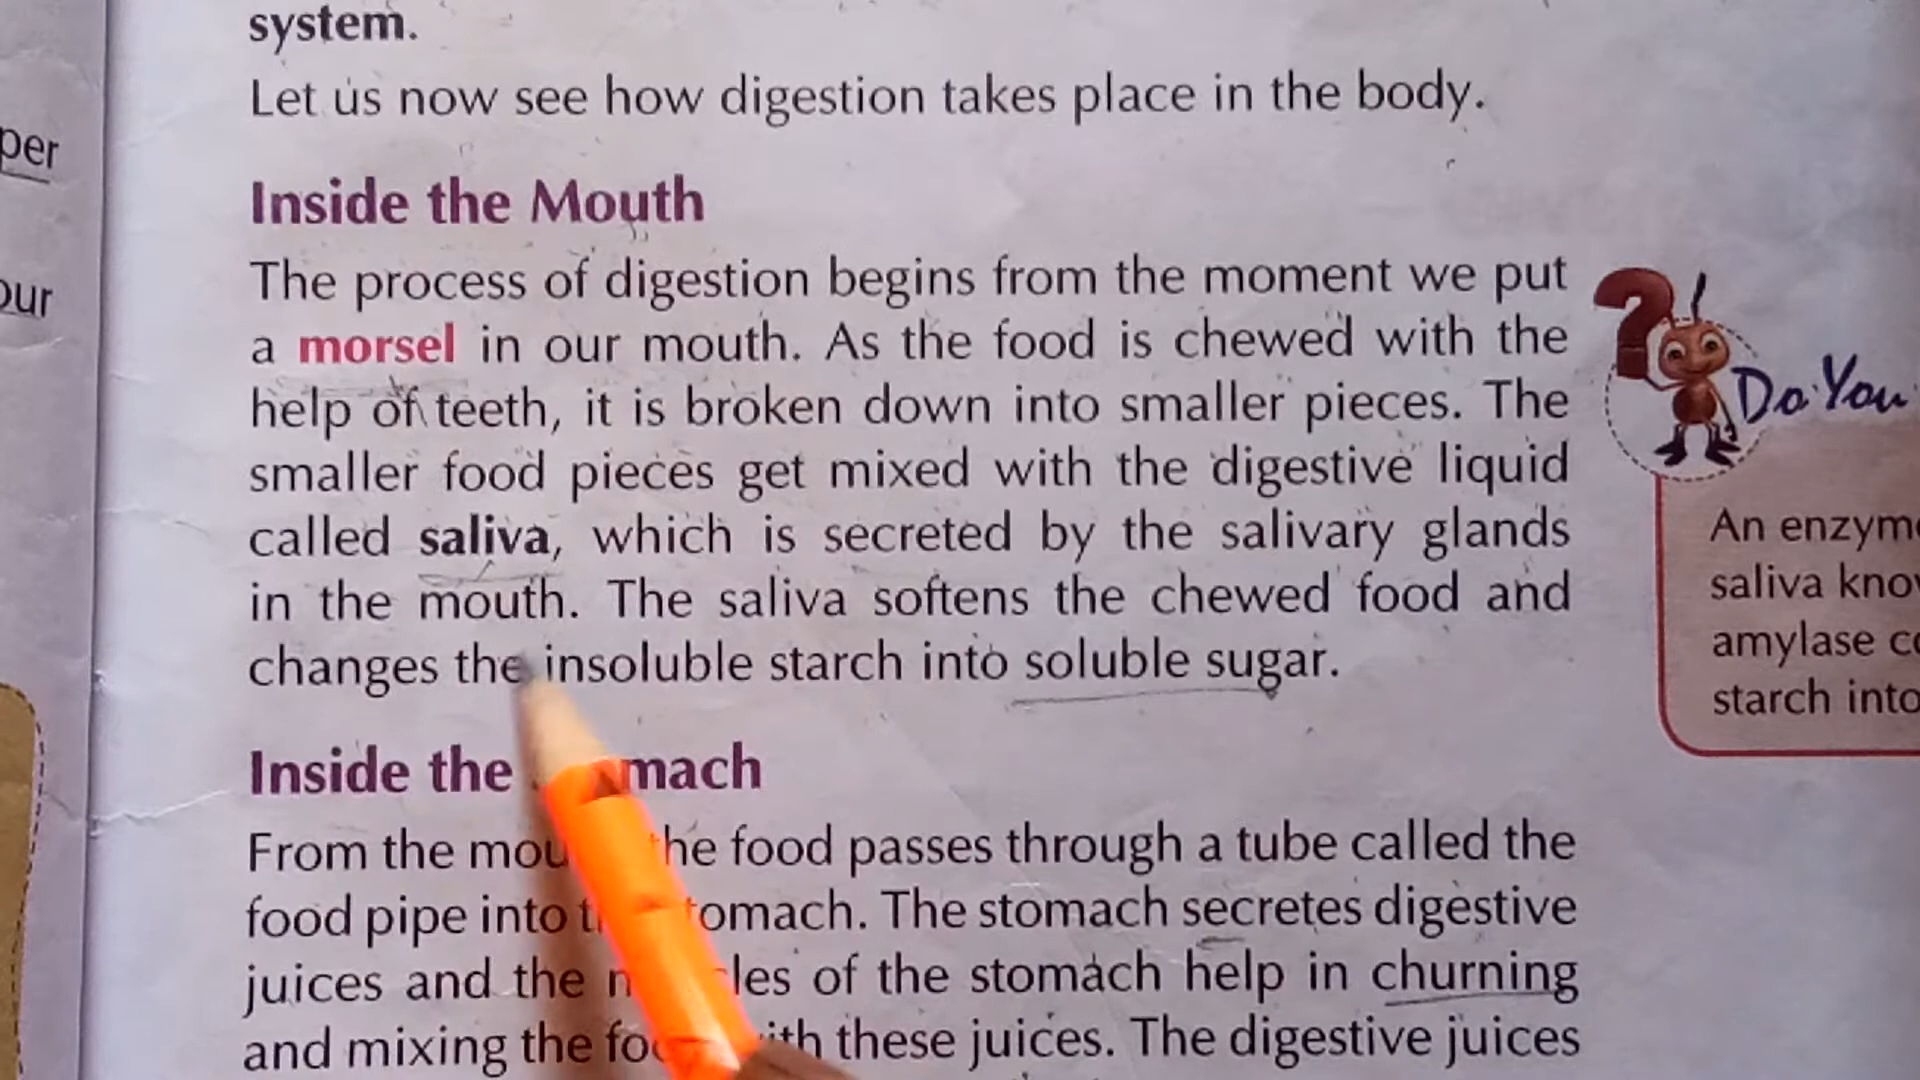 system.
Let us now see how digestion takes place in the body.
Inside the Mouth
The process of digestion begins from the moment we put
a morsel in our mouth. As the food is chewed with the
help of teeth, it is broken down into smaller pieces. The
smaller food pieces get mixed with the digestive liquid
called saliva, which is secreted by the salivary glands
in the mouth. The saliva softens the chewed food and
changes the insoluble starch into soluble sugar.
Inside the mach
From the mou he food passes through a tube called the
food pipe into t omach. The stomach secretes digestive
juices and the les of the stomach help in churning
and mixing the fo ith these juices. The digestive juices
per
our
?
Do You
An enzyme
saliva know
amylase co
starch into